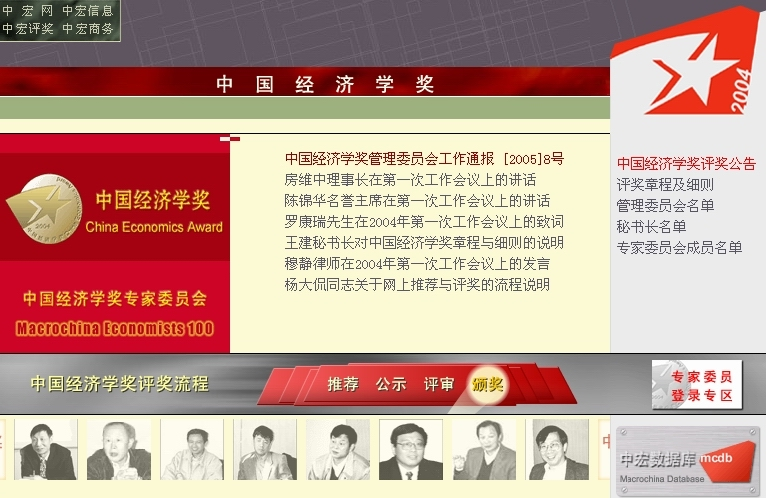 中 宏 网 中宏信息
中宏评奖 中宏商务
中国经济学奖
2004
中国经济学奖
China Economics Award
2004
中国经济学奖专家委员会
Macrochina Economists 100
中国经济学奖管理委员会工作通报 [2005]8号
房维中理事长在第一次工作会议上的讲话
陈锦华名誉主席在第一次工作会议上的讲话
罗康瑞先生在2004年第一次工作会议上的致词
王建秘书长对中国经济学奖章程与细则的说明
穆静律师在2004年第一次工作会议上的发言
杨大侃同志关于网上推荐与评奖的流程说明
中国经济学奖评奖公告
评奖章程及细则
管理委员会名单
秘书长名单
专家委员会成员名单
中国经济学奖评奖流程
推荐 公示 评审 颁奖
专家委员
登录专区
中宏数据库 mcdb
Macrochina Database